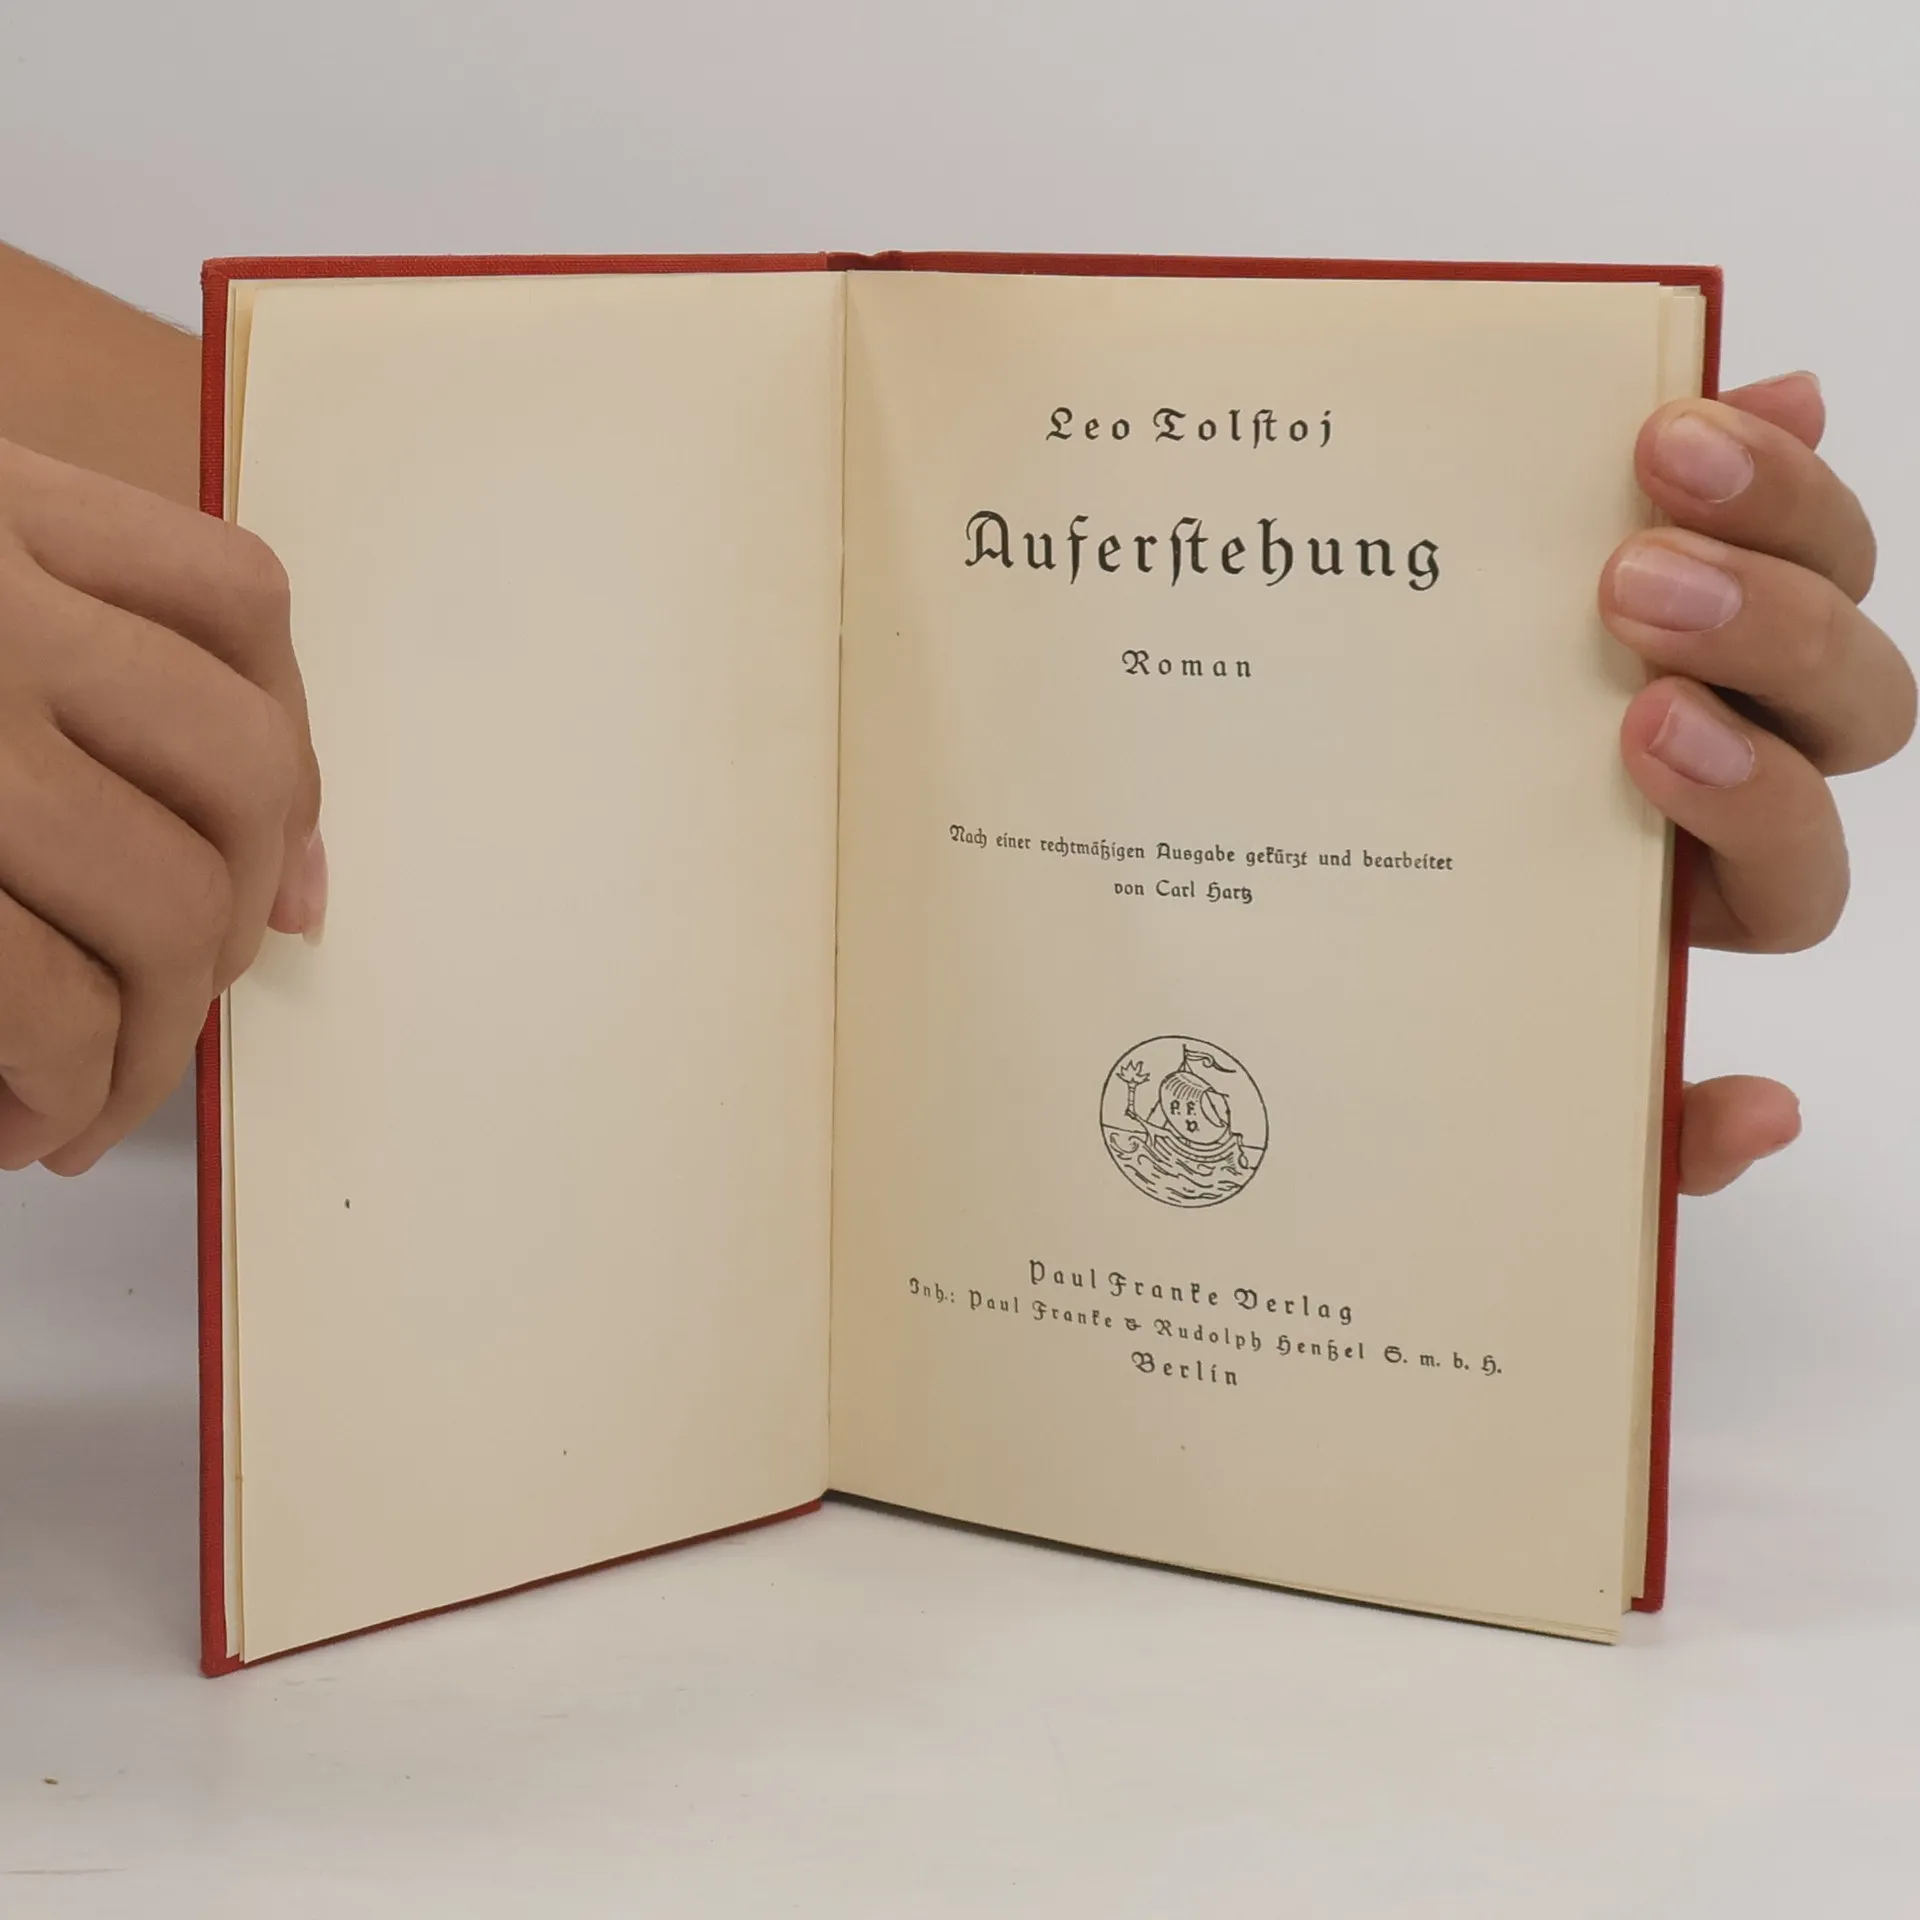 Leo Tolstoj
Auferstehung
Roman
Nach einer rechtmäßigen Ausgabe gekürzt und bearbeitet
von Carl Hartz
P. F.
V.
Paul Franke Verlag
Inh.: Paul Franke & Rudolph Henßel G. m. b. H.
Berlin